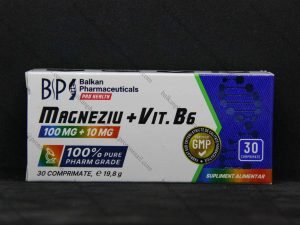 BP
Balkan
Pharmaceuticals
PRO HEALTH
MAGNEZIU + VIT. B6
100 MG + 10 MG
100% PURE
PHARM GRADE
GMP
30
COMPRIMATE
30 COMPRIMATE, ℮ (19,8 g)
SUPLIMENT ALIMENTAR